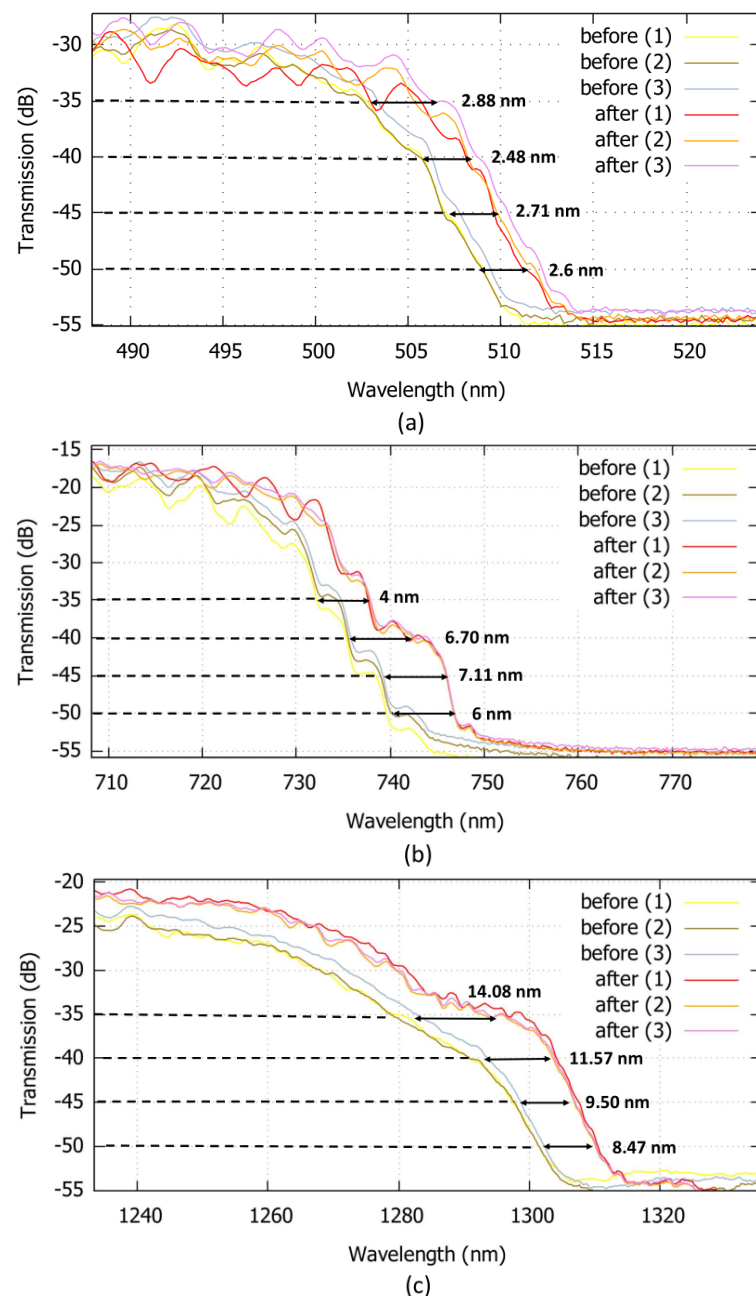 -30
-35
-40
-45
-50
-55
Transmission (dB)
before (1)
before (2)
before (3)
after (1)
after (2)
after (3)
2.88 nm
2.48 nm
2.71 nm
2.6 nm
490 495 500 505 510 515 520
Wavelength (nm)
(a)
-15
-20
-25
-30
-35
-40
-45
-50
-55
Transmission (dB)
before (1)
before (2)
before (3)
after (1)
after (2)
after (3)
4 nm
6.70 nm
7.11 nm
6 nm
710 720 730 740 750 760 770
Wavelength (nm)
(b)
-20
-25
-30
-35
-40
-45
-50
-55
Transmission (dB)
before (1)
before (2)
before (3)
after (1)
after (2)
after (3)
14.08 nm
11.57 nm
9.50 nm
8.47 nm
1240 1260 1280 1300 1320
Wavelength (nm)
(c)